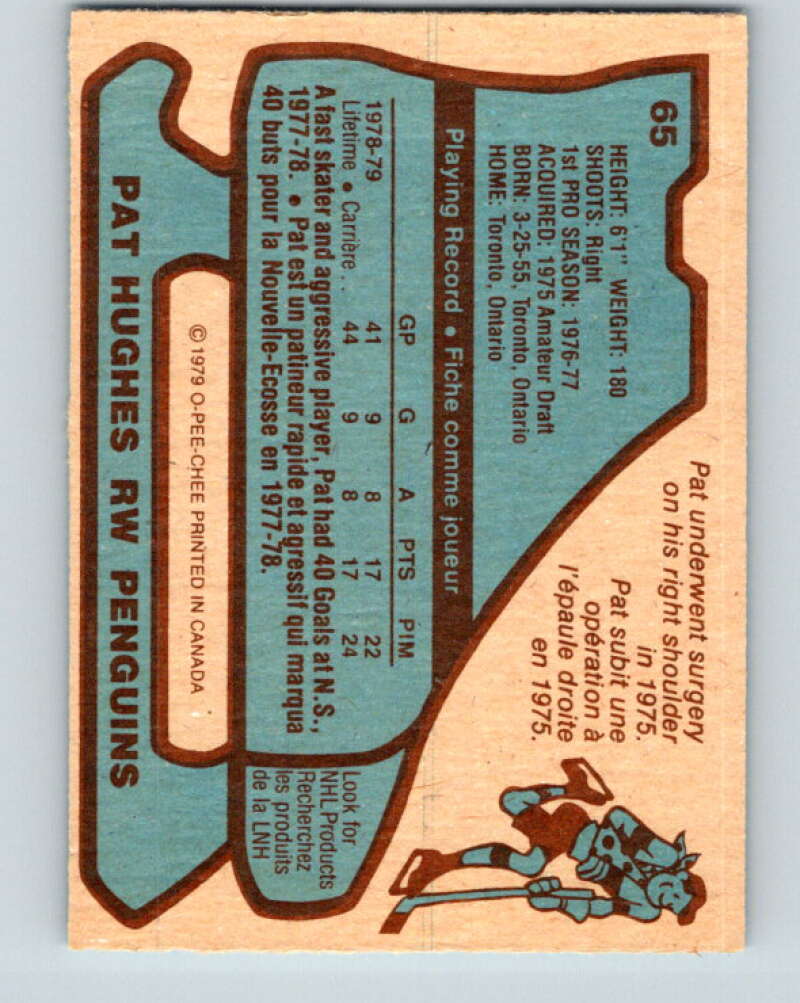 65
HEIGHT: 6'1" WEIGHT: 180
SHOOTS: Right
1st PRO SEASON: 1976-77
ACQUIRED: 1975 Amateur Draft
BORN: 3-25-55, Toronto, Ontario
HOME: Toronto, Ontario
Pat underwent surgery
on his right shoulder
in 1975.
Pat subit une
opération à
l'épaule droite
en 1975.
Playing Record • Fiche comme joueur
GP G A PTS PIM
1978-79 41 9 8 17 22
Lifetime • Carrière . . 44 9 8 17 24
A fast skater and aggressive player, Pat had 40 Goals at N.S.,
1977-78. • Pat est un patineur rapide et agressif qui marqua
40 buts pour la Nouvelle-Ecosse en 1977-78.
Look for
NHL Products
Recherchez
les produits
de la LNH
© 1979 O-PEE-CHEE PRINTED IN CANADA
PAT HUGHES RW PENGUINS